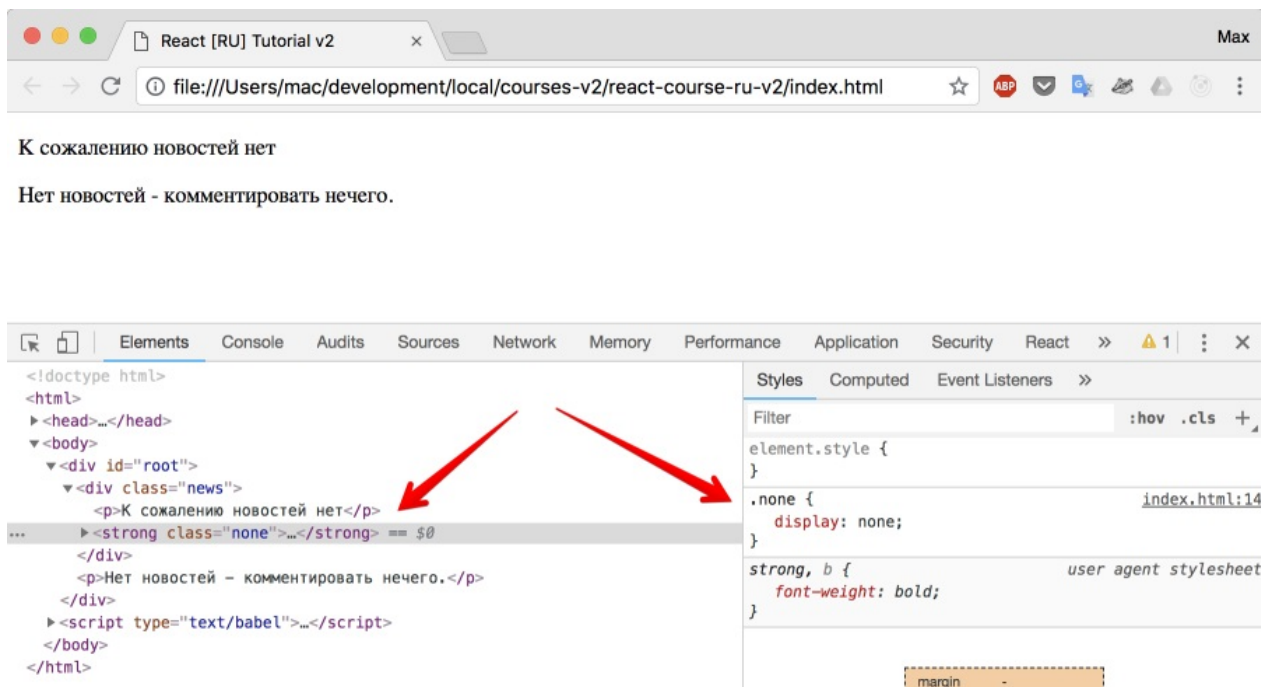 React [RU] Tutorial v2
Max
file:///Users/mac/development/local/courses-v2/react-course-ru-v2/index.html
ABP
К сожалению новостей нет
Нет новостей - комментировать нечего.
Elements Console Audits Sources Network Memory Performance Application Security React » 1
<!doctype html>
<html>
<head>…</head>
<body>
<div id="root">
<div class="news">
<p>К сожалению новостей нет</p>
... <strong class="none">…</strong> == $0
</div>
<p>Нет новостей – комментировать нечего.</p>
</div>
<script type="text/babel">…</script>
</body>
</html>
Styles Computed Event Listeners »
Filter :hov .cls +
element.style {
}
.none { index.html:14
display: none;
}
strong, b { user agent stylesheet
font-weight: bold;
}
margin -